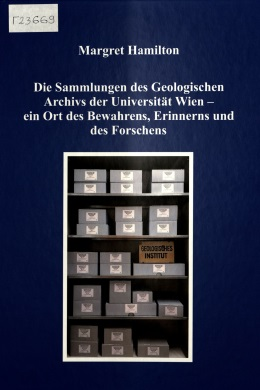 F23669
Margret Hamilton
Die Sammlungen des Geologischen
Archivs der Universität Wien –
ein Ort des Bewahrens, Erinnerns und
des Forschens
GEOLOGISCHES
INSTITUT